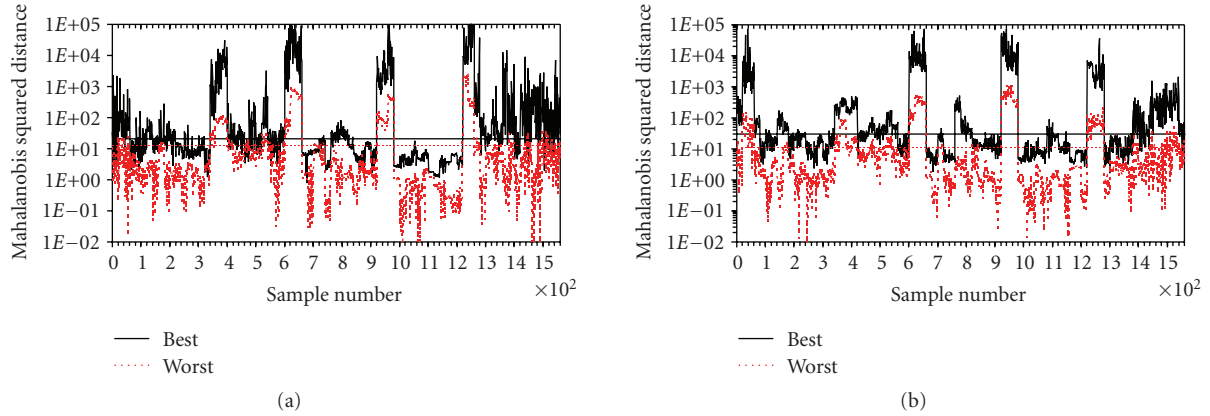 Mahalanobis squared distance
1E+05
1E+04
1E+03
1E+02
1E+01
1E+00
1E−01
1E−02
0 1 2 3 4 5 6 7 8 9 10 11 12 13 14 15
Sample number
×10²
Best
Worst
(a)
Mahalanobis squared distance
1E+05
1E+04
1E+03
1E+02
1E+01
1E+00
1E−01
1E−02
0 1 2 3 4 5 6 7 8 9 10 11 12 13 14 15
Sample number
×10²
Best
Worst
(b)